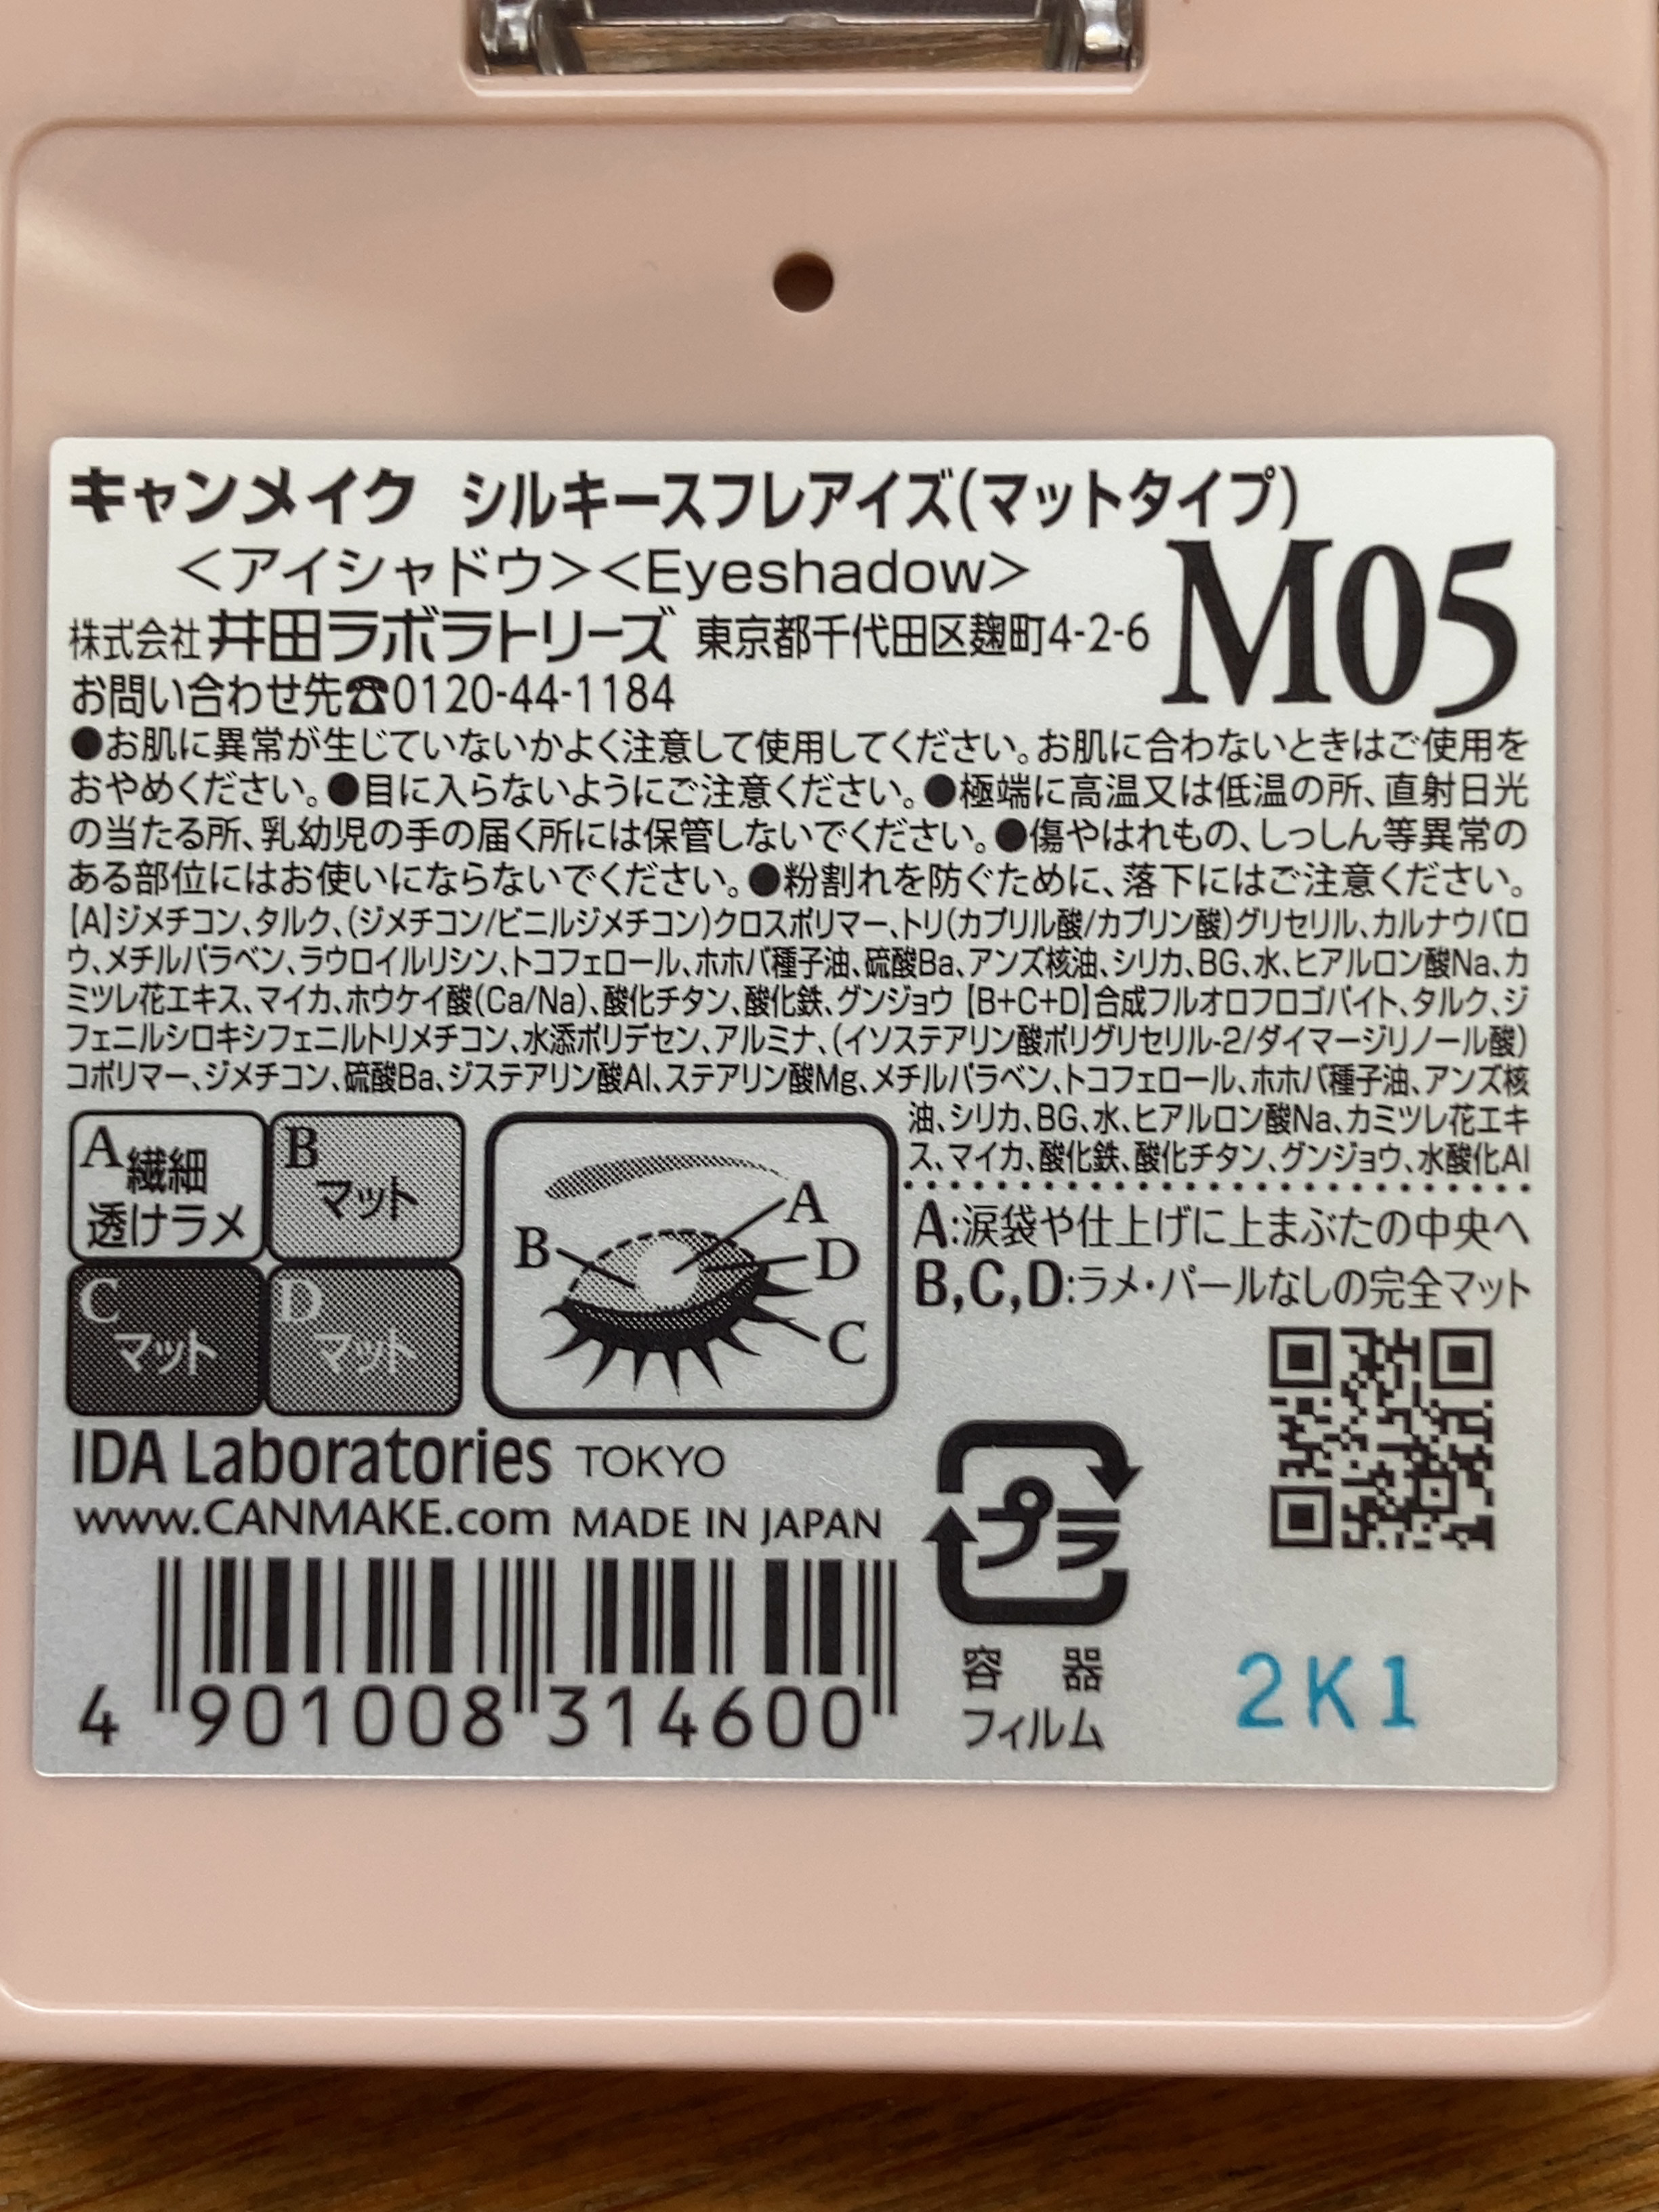 キャンメイク シルキースフレアイズ(マットタイプ)
<アイシャドウ><Eyeshadow>
M05
株式会社 井田ラボラトリーズ 東京都千代田区麹町4-2-6
お問い合わせ先☎0120-44-1184
●お肌に異常が生じていないかよく注意して使用してください。お肌に合わないときはご使用を
おやめください。●目に入らないようにご注意ください。●極端に高温又は低温の所、直射日光
の当たる所、乳幼児の手の届く所には保管しないでください。●傷やはれもの、しっしん等異常の
ある部位にはお使いにならないでください。●粉割れを防ぐために、落下にはご注意ください。
【A】ジメチコン、タルク、(ジメチコン/ビニルジメチコン)クロスポリマー、トリ(カプリル酸/カプリン酸)グリセリル、カルナウバロ
ウ、メチルパラベン、ラウロイルリシン、トコフェロール、ホホバ種子油、硫酸Ba、アンズ核油、シリカ、BG、水、ヒアルロン酸Na、カ
ミツレ花エキス、マイカ、ホウケイ酸(Ca/Na)、酸化チタン、酸化鉄、グンジョウ 【B+C+D】合成フルオロフロゴパイト、タルク、ジ
フェニルシロキシフェニルトリメチコン、水添ポリデセン、アルミナ、(イソステアリン酸ポリグリセリル-2/ダイマージリノール酸)
コポリマー、ジメチコン、硫酸Ba、ジステアリン酸Al、ステアリン酸Mg、メチルパラベン、トコフェロール、ホホバ種子油、アンズ核
油、シリカ、BG、水、ヒアルロン酸Na、カミツレ花エキ
ス、マイカ、酸化鉄、酸化チタン、グンジョウ、水酸化Al
A 繊細
透けラメ
B
マット
C
マット
D
マット
A
B
D
C
A:涙袋や仕上げに上まぶたの中央へ
B,C,D:ラメ・パールなしの完全マット
IDA Laboratories TOKYO
www.CANMAKE.com MADE IN JAPAN
4 901008 314600
プラ
容 器
フィルム
2K1